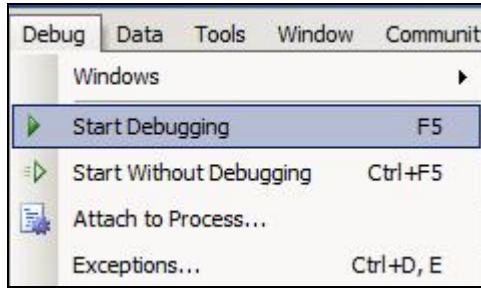 Debug Data Tools Window Communit
Windows
Start Debugging F5
Start Without Debugging Ctrl+F5
Attach to Process...
Exceptions... Ctrl+D, E